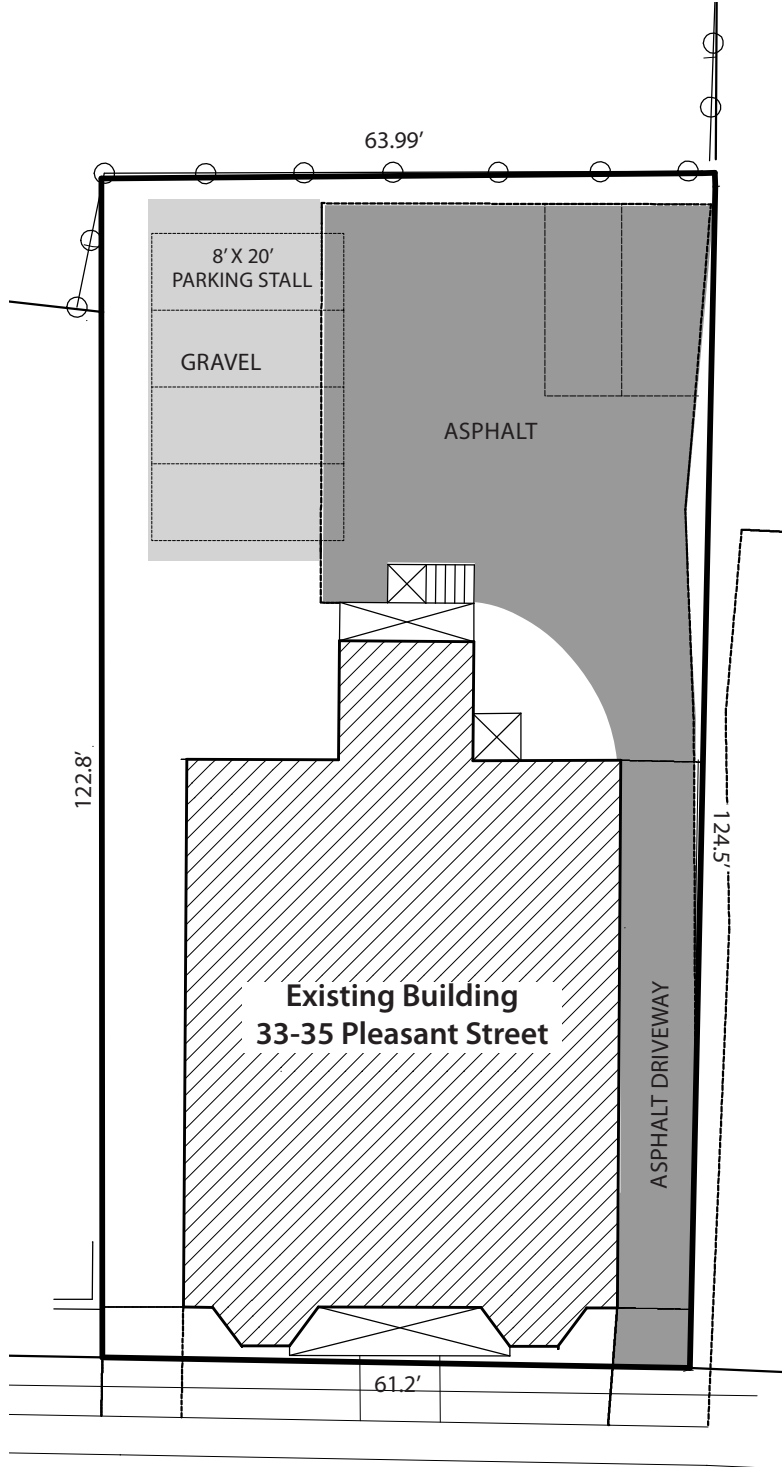 63.99’
8’ X 20’
PARKING STALL
GRAVEL
ASPHALT
122.8’
124.5’
Existing Building
33-35 Pleasant Street
ASPHALT DRIVEWAY
61.2’